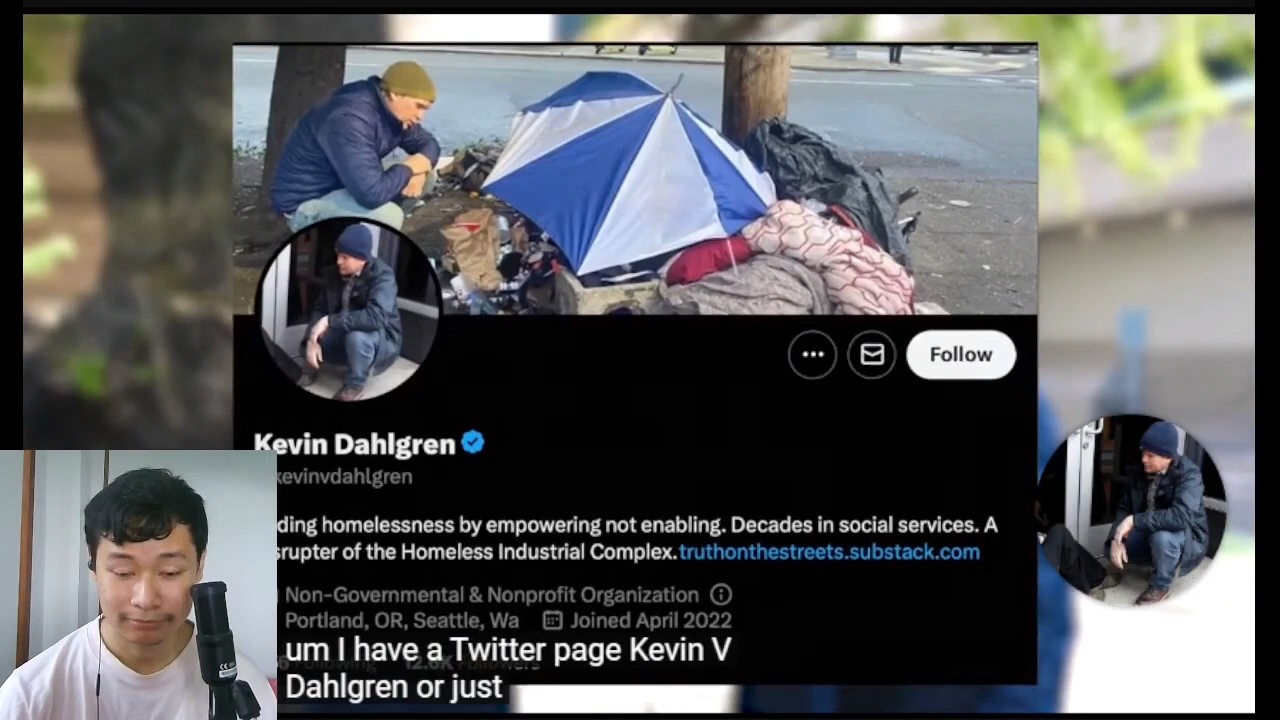 Follow
Kevin Dahlgren
kevinvdahlgren
ding homelessness by empowering not enabling. Decades in social services. A
srupter of the Homeless Industrial Complex. truthonthestreets.substack.com
Non-Governmental & Nonprofit Organization
Portland, OR, Seattle, Wa Joined April 2022
um I have a Twitter page Kevin V
Dahlgren or just